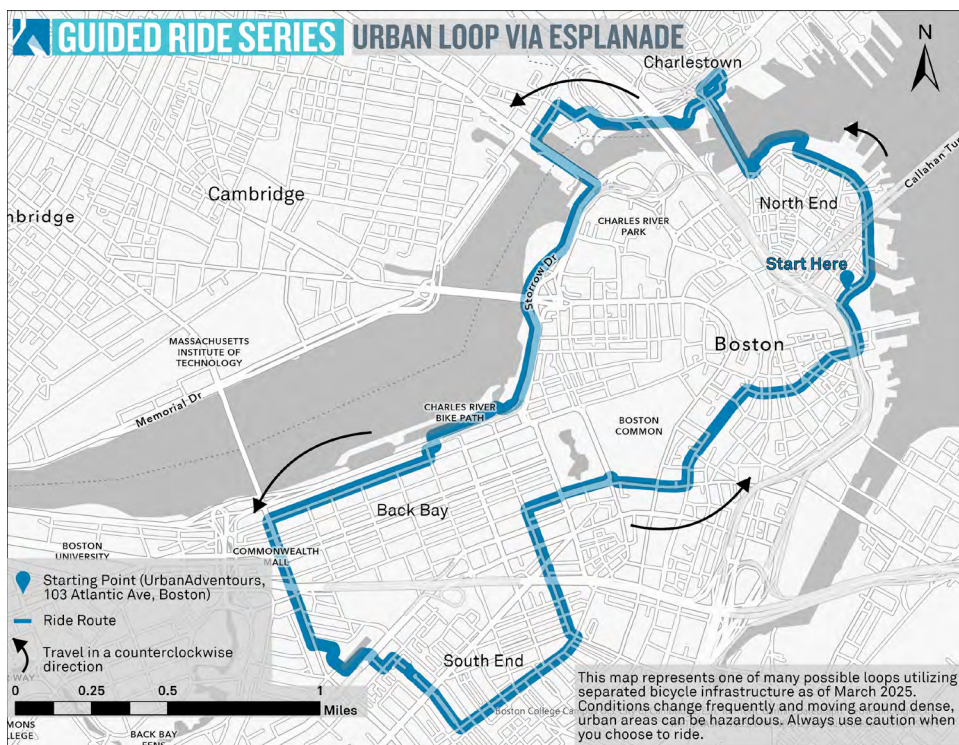 GUIDED RIDE SERIES URBAN LOOP VIA ESPLANADE
N
Charlestown
Callahan Tu
Cambridge
mbridge
North End
CHARLES RIVER
PARK
Start Here
Storrow Dr
MASSACHUSETTS
INSTITUTE OF
TECHNOLOGY
Boston
Memorial Dr
CHARLES RIVER
BIKE PATH
BOSTON
COMMON
Back Bay
BOSTON
UNIVERSITY
COMMONWEALTH
MALL
Starting Point (UrbanAdventours,
103 Atlantic Ave, Boston)
Ride Route
Travel in a counterclockwise
direction
South End
WAY
0 0.25 0.5 1
Miles
MONS
LLEGE
BACK BAY
FENS
Boston College Ca
This map represents one of many possible loops utilizing
separated bicycle infrastructure as of March 2025.
Conditions change frequently and moving around dense,
urban areas can be hazardous. Always use caution when
you choose to ride.